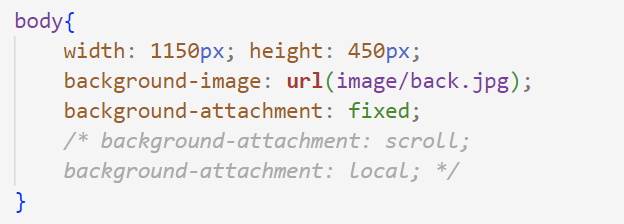 body{
width: 1150px; height: 450px;
background-image: url(image/back.jpg);
background-attachment: fixed;
/* background-attachment: scroll;
background-attachment: local; */
}